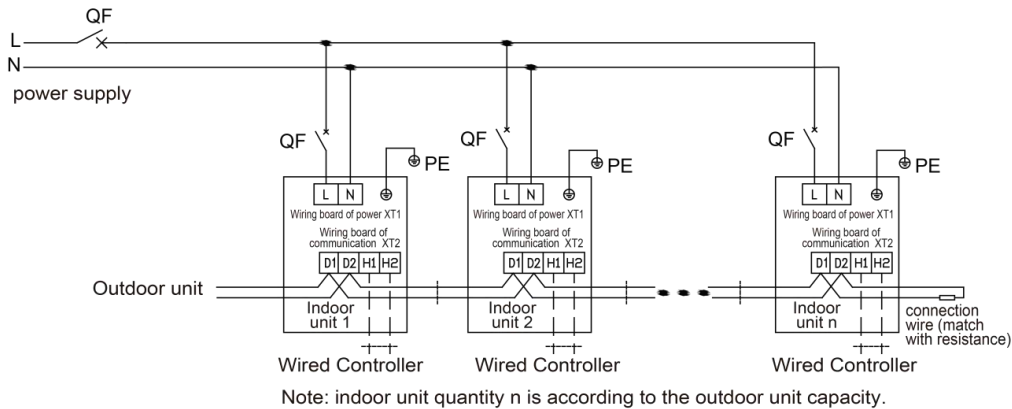 QF
L
N
power supply
QF
PE
QF
PE
QF
PE
L N
L N
L N
Wiring board of power XT1
Wiring board of power XT1
Wiring board of power XT1
Wiring board of
communication XT2
Wiring board of
communication XT2
Wiring board of
communication XT2
D1 D2 H1 H2
D1 D2 H1 H2
D1 D2 H1 H2
Outdoor unit
Indoor
unit 1
Indoor
unit 2
Indoor
unit n
connection
wire (match
with resistance)
Wired Controller
Wired Controller
Wired Controller
Note: indoor unit quantity n is according to the outdoor unit capacity.